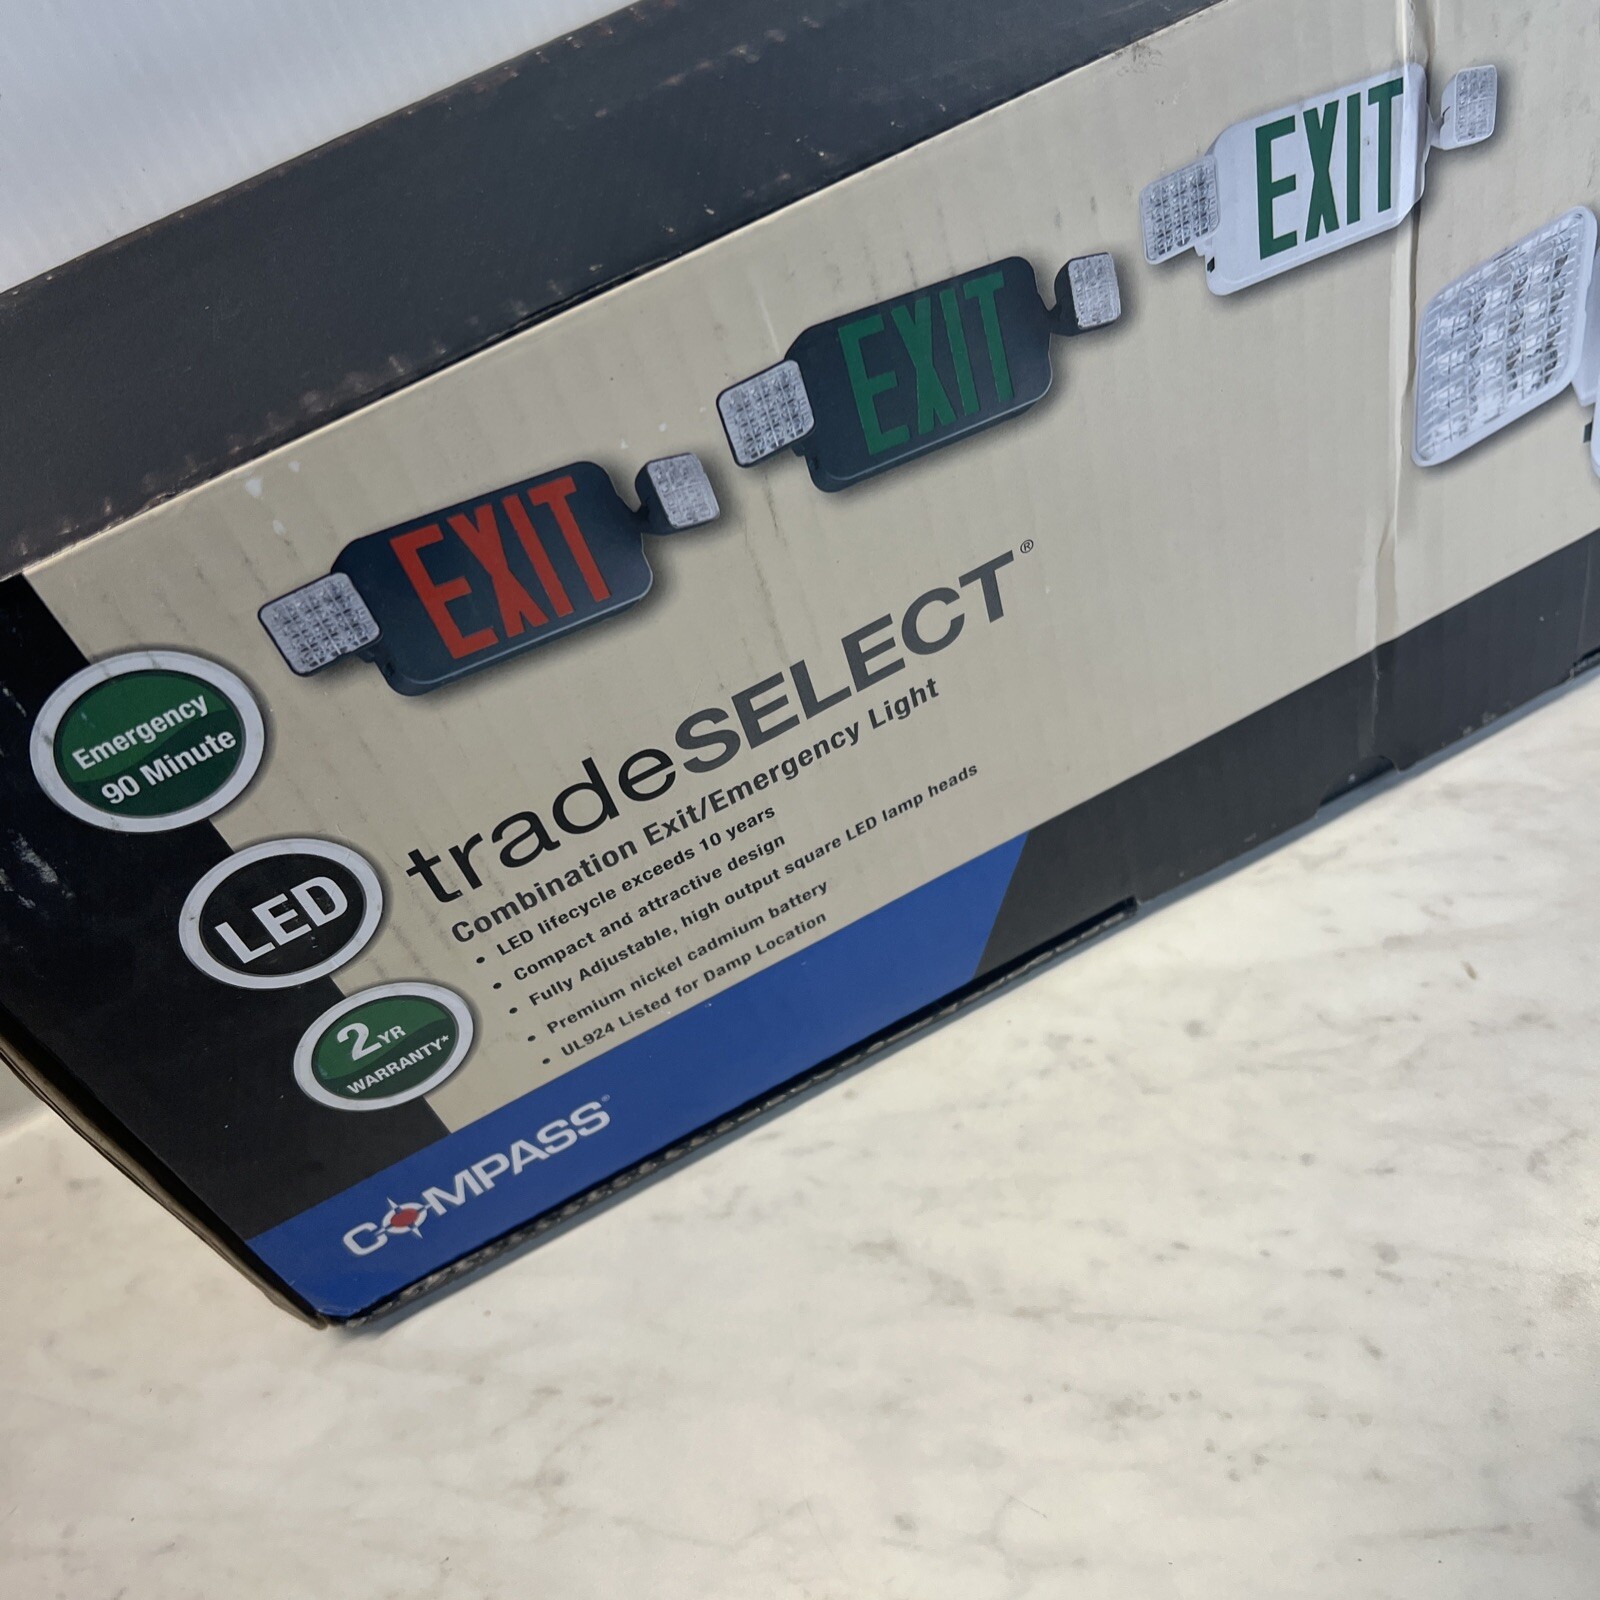 EXIT
EXIT
EXIT
Emergency
90 Minute
LED
2 YR
WARRANTY*
tradeSELECT®
Combination Exit/Emergency Light
• LED lifecycle exceeds 10 years
• Compact and attractive design
• Fully Adjustable, high output square LED lamp heads
• Premium nickel cadmium battery
• UL924 Listed for Damp Location
COMPASS®